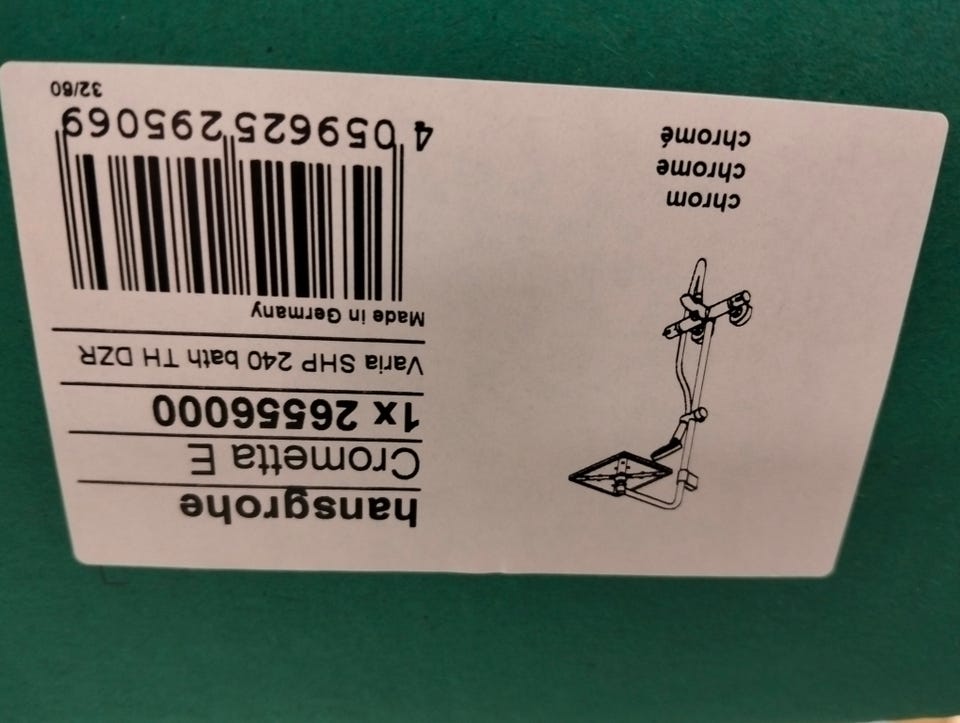 hansgrohe
Crometta E
1x 26556000
Varia SHP 240 bath TH DZR
Made in Germany
4 059625 295069
32/60
chrom
chrome
chromé